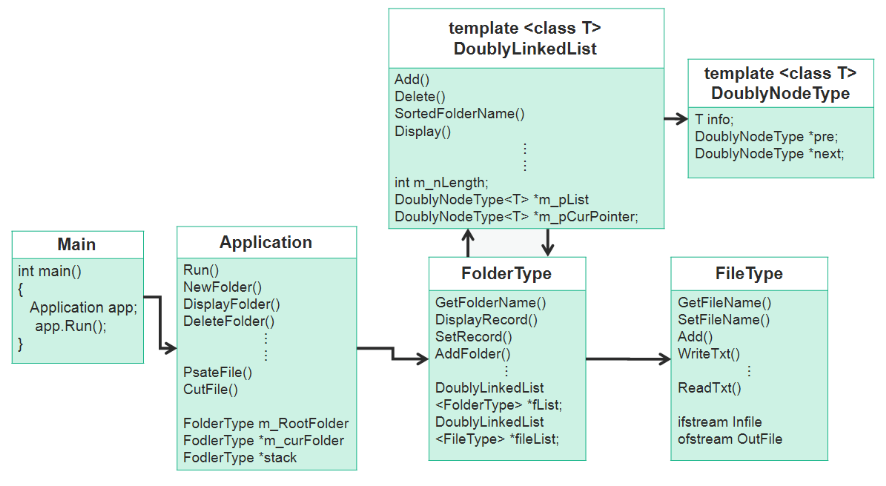 template <class T>
DoublyLinkedList
Add()
Delete()
SortedFolderName()
Display()
⋮
⋮
int m_nLength;
DoublyNodeType<T> *m_pList
DoublyNodeType<T> *m_pCurPointer;
template <class T>
DoublyNodeType
T info;
DoublyNodeType *pre;
DoublyNodeType *next;
Main
int main()
{
Application app;
app.Run();
}
Application
Run()
NewFolder()
DisplayFolder()
DeleteFolder()
⋮
⋮
PsateFile()
CutFile()
FolderType m_RootFolder
FodlerType *m_curFolder
FodlerType *stack
FolderType
GetFolderName()
DisplayRecord()
SetRecord()
AddFolder()
⋮
DoublyLinkedList
<FolderType> *fList;
DoublyLinkedList
<FileType> *fileList;
FileType
GetFileName()
SetFileName()
Add()
WriteTxt()
⋮
ReadTxt()
ifstream Infile
ofstream OutFile